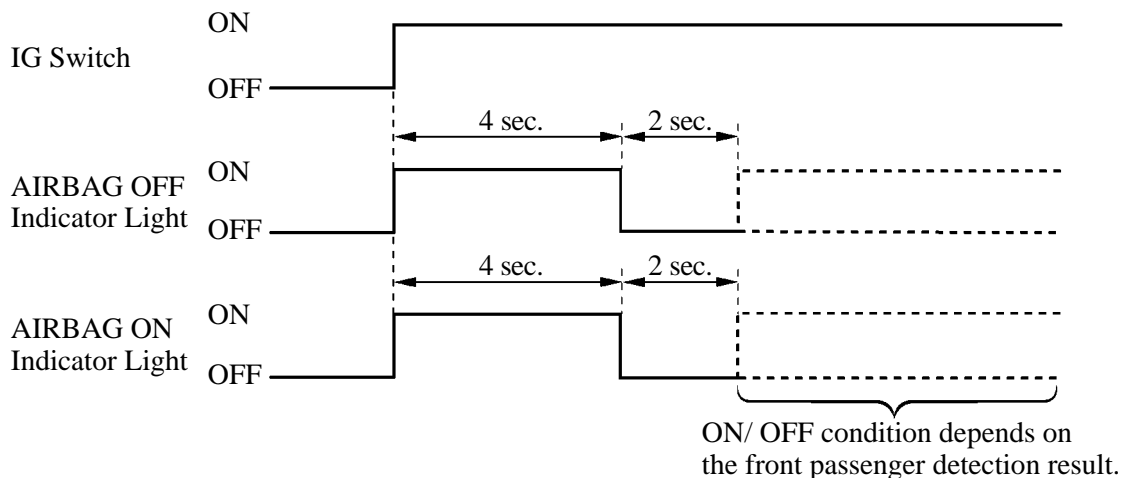 ON
IG Switch
OFF
4 sec. 2 sec.
ON
AIRBAG OFF
Indicator Light
OFF
4 sec. 2 sec.
ON
AIRBAG ON
Indicator Light
OFF
ON/ OFF condition depends on
the front passenger detection result.